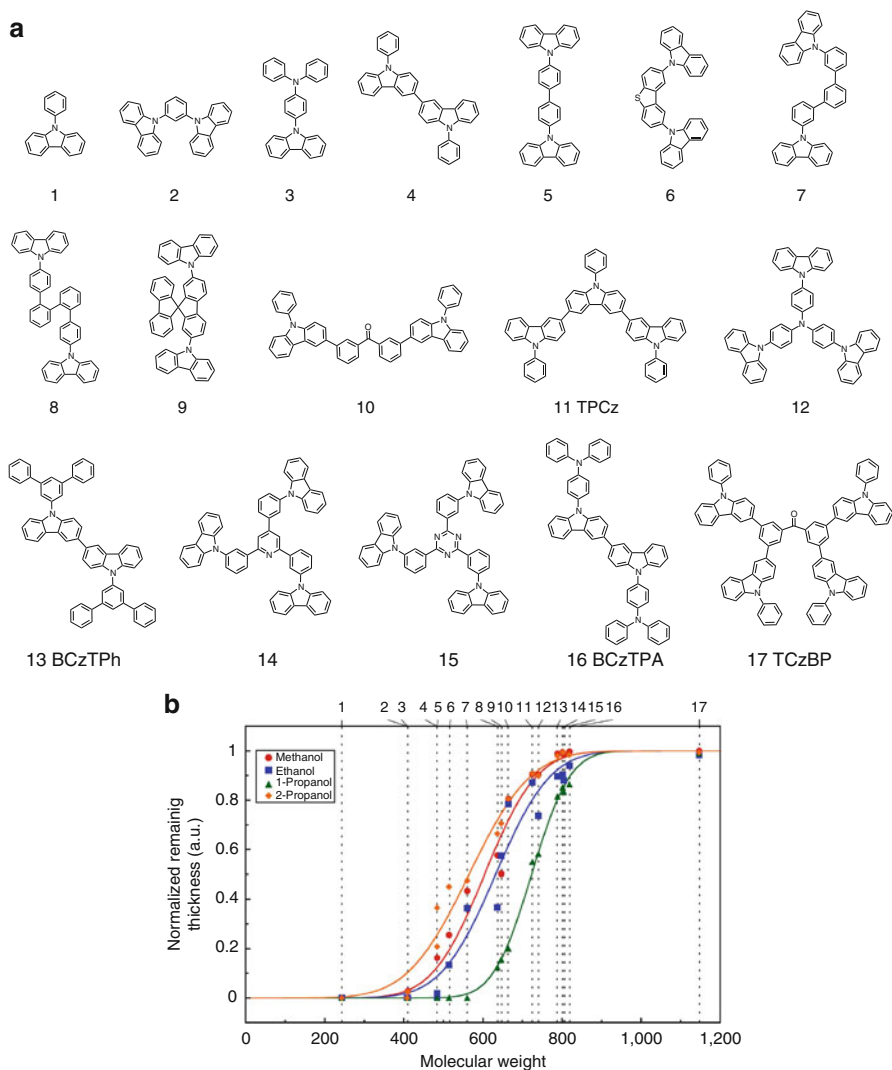 a
1
2
3
4
5
6
7
8
9
10
11 TPCz
12
13 BCzTPh
14
15
16 BCzTPA
17 TCzBP
b
1 2 3 4 5 6 7 8 9 10 11 12 13 14 15 16 17
Methanol
Ethanol
1-Propanol
2-Propanol
Normalized remainig
thickness (a.u.)
1
0.8
0.6
0.4
0.2
0
0 200 400 600 800 1,000 1,200
Molecular weight